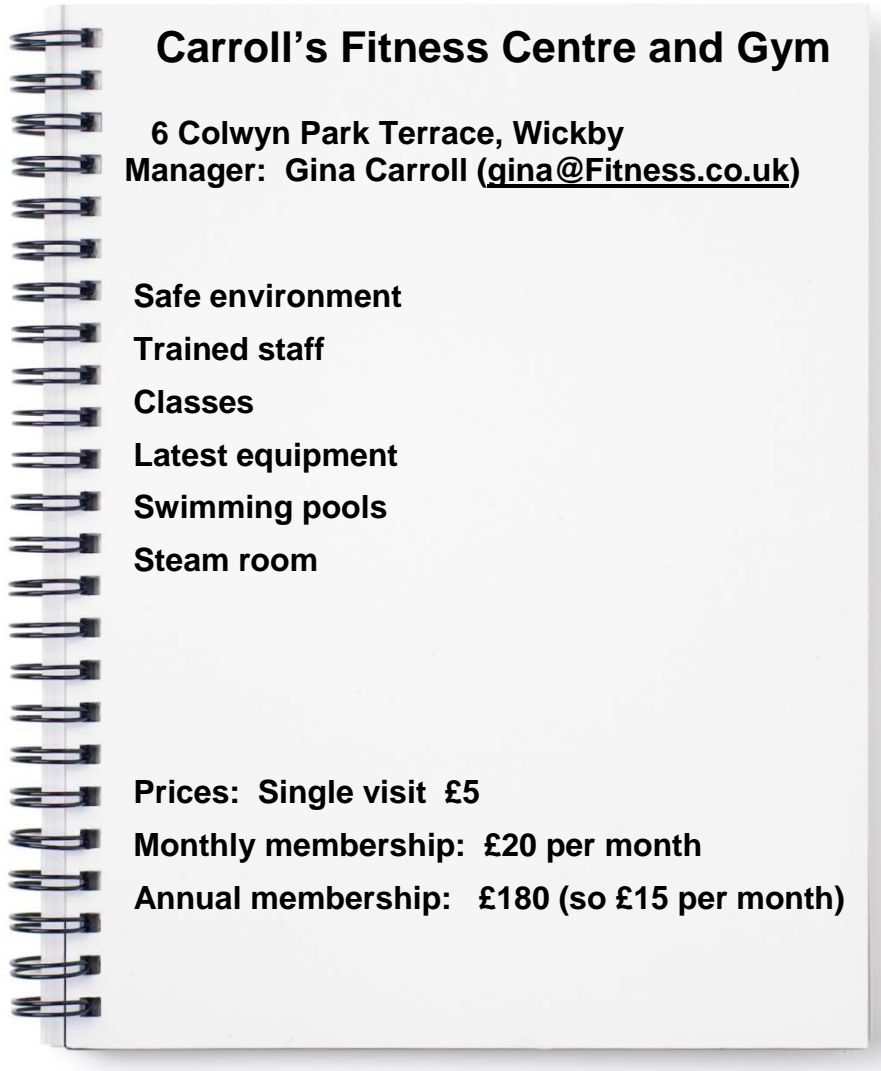 Carroll’s Fitness Centre and Gym
6 Colwyn Park Terrace, Wickby
Manager: Gina Carroll (gina@Fitness.co.uk)
Safe environment
Trained staff
Classes
Latest equipment
Swimming pools
Steam room
Prices: Single visit £5
Monthly membership: £20 per month
Annual membership: £180 (so £15 per month)